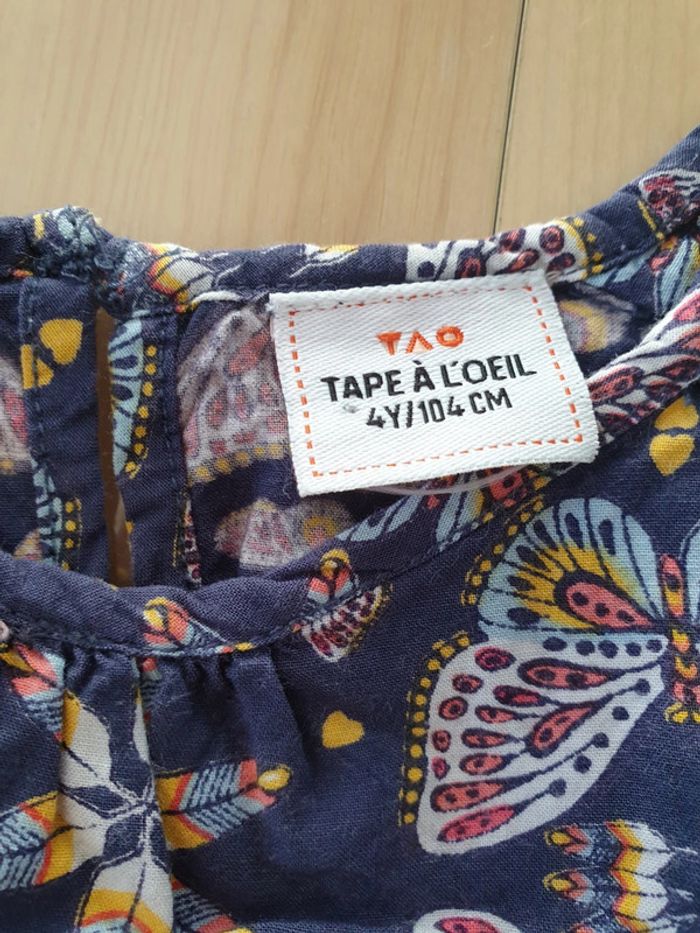 TAO
TAPE À L'OEIL
4Y/104 CM